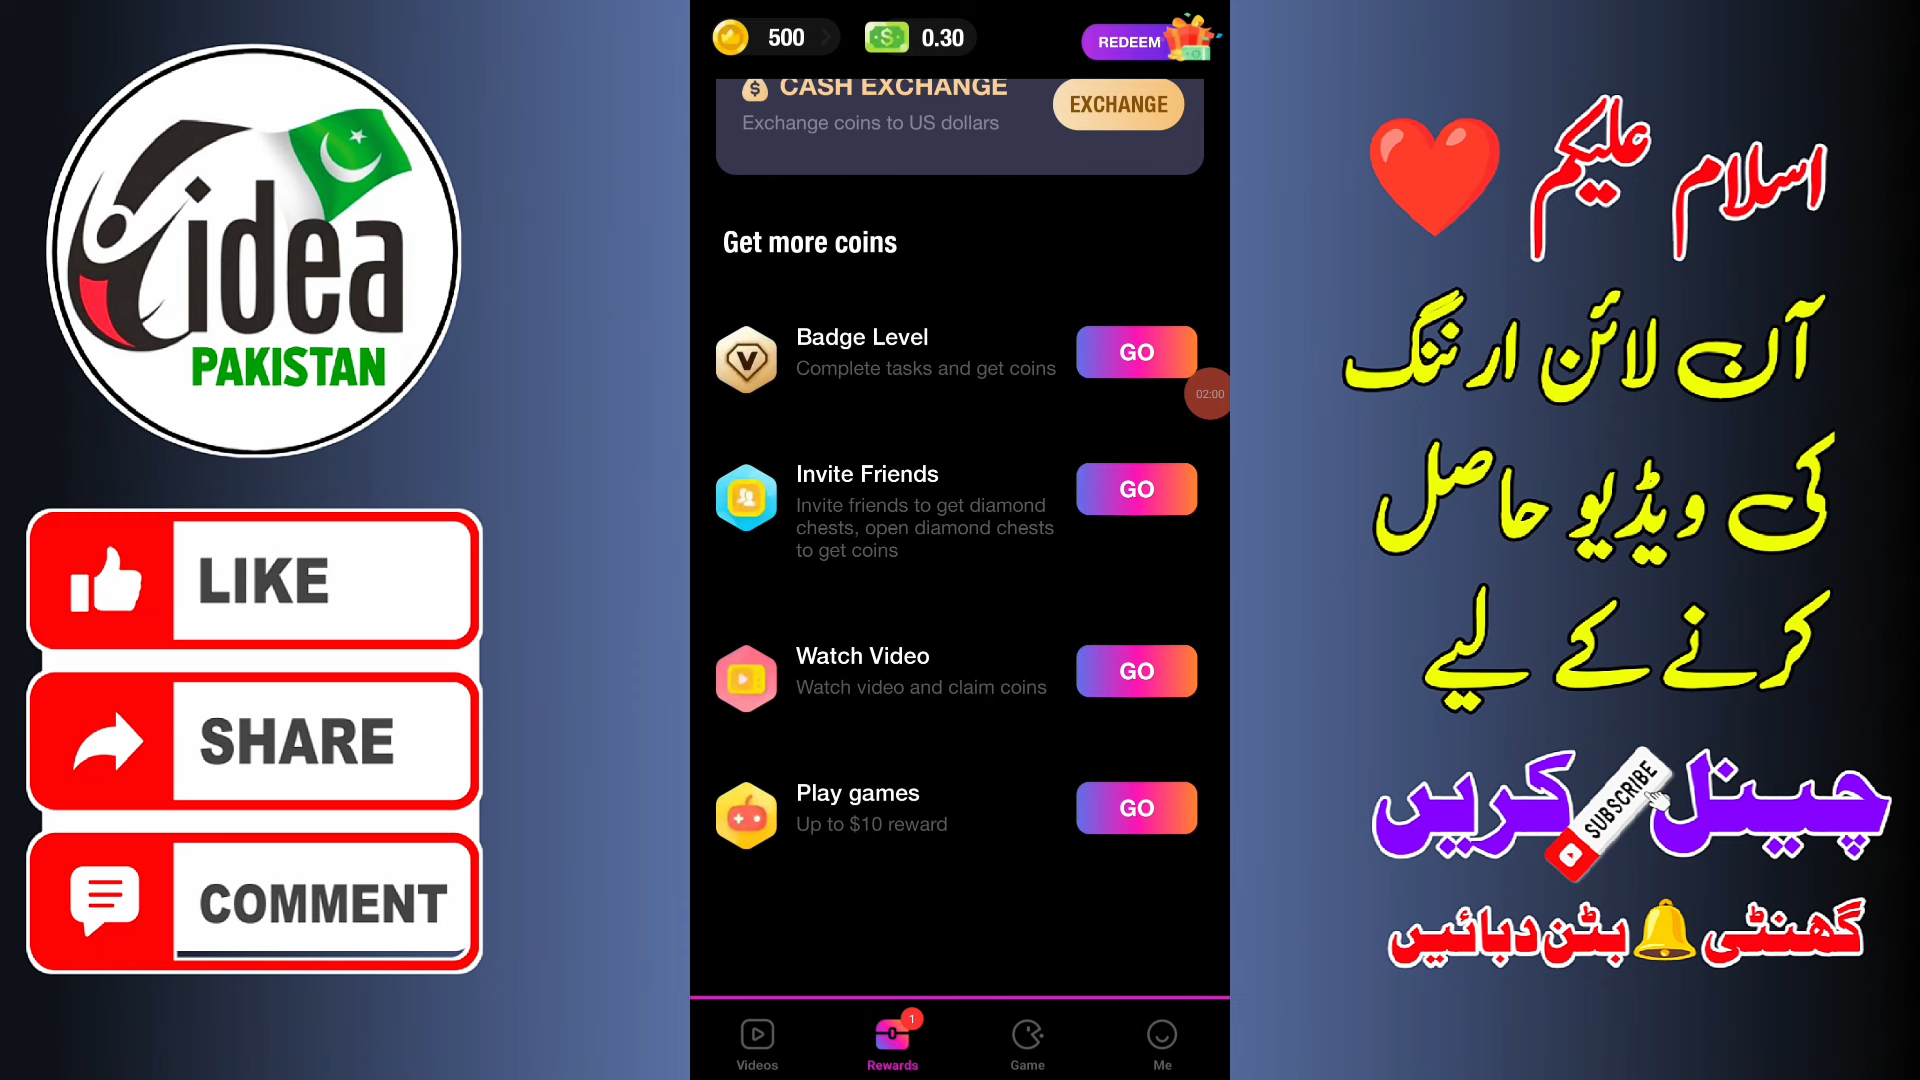 idea
PAKISTAN
LIKE
SHARE
COMMENT
500
0.30
REDEEM
CASH EXCHANGE
Exchange coins to US dollars
EXCHANGE
Get more coins
Badge Level
Complete tasks and get coins
GO
02:00
Invite Friends
Invite friends to get diamond
chests, open diamond chests
to get coins
GO
Watch Video
Watch video and claim coins
GO
Play games
Up to $10 reward
GO
Videos
Rewards
1
Game
Me
اسلام علیکم
آن لائن ارننگ
کی ویڈیو حاصل
کرنے کے لیے
چینل SUBSCRIBE کریں
گھنٹی بٹن دبائیں